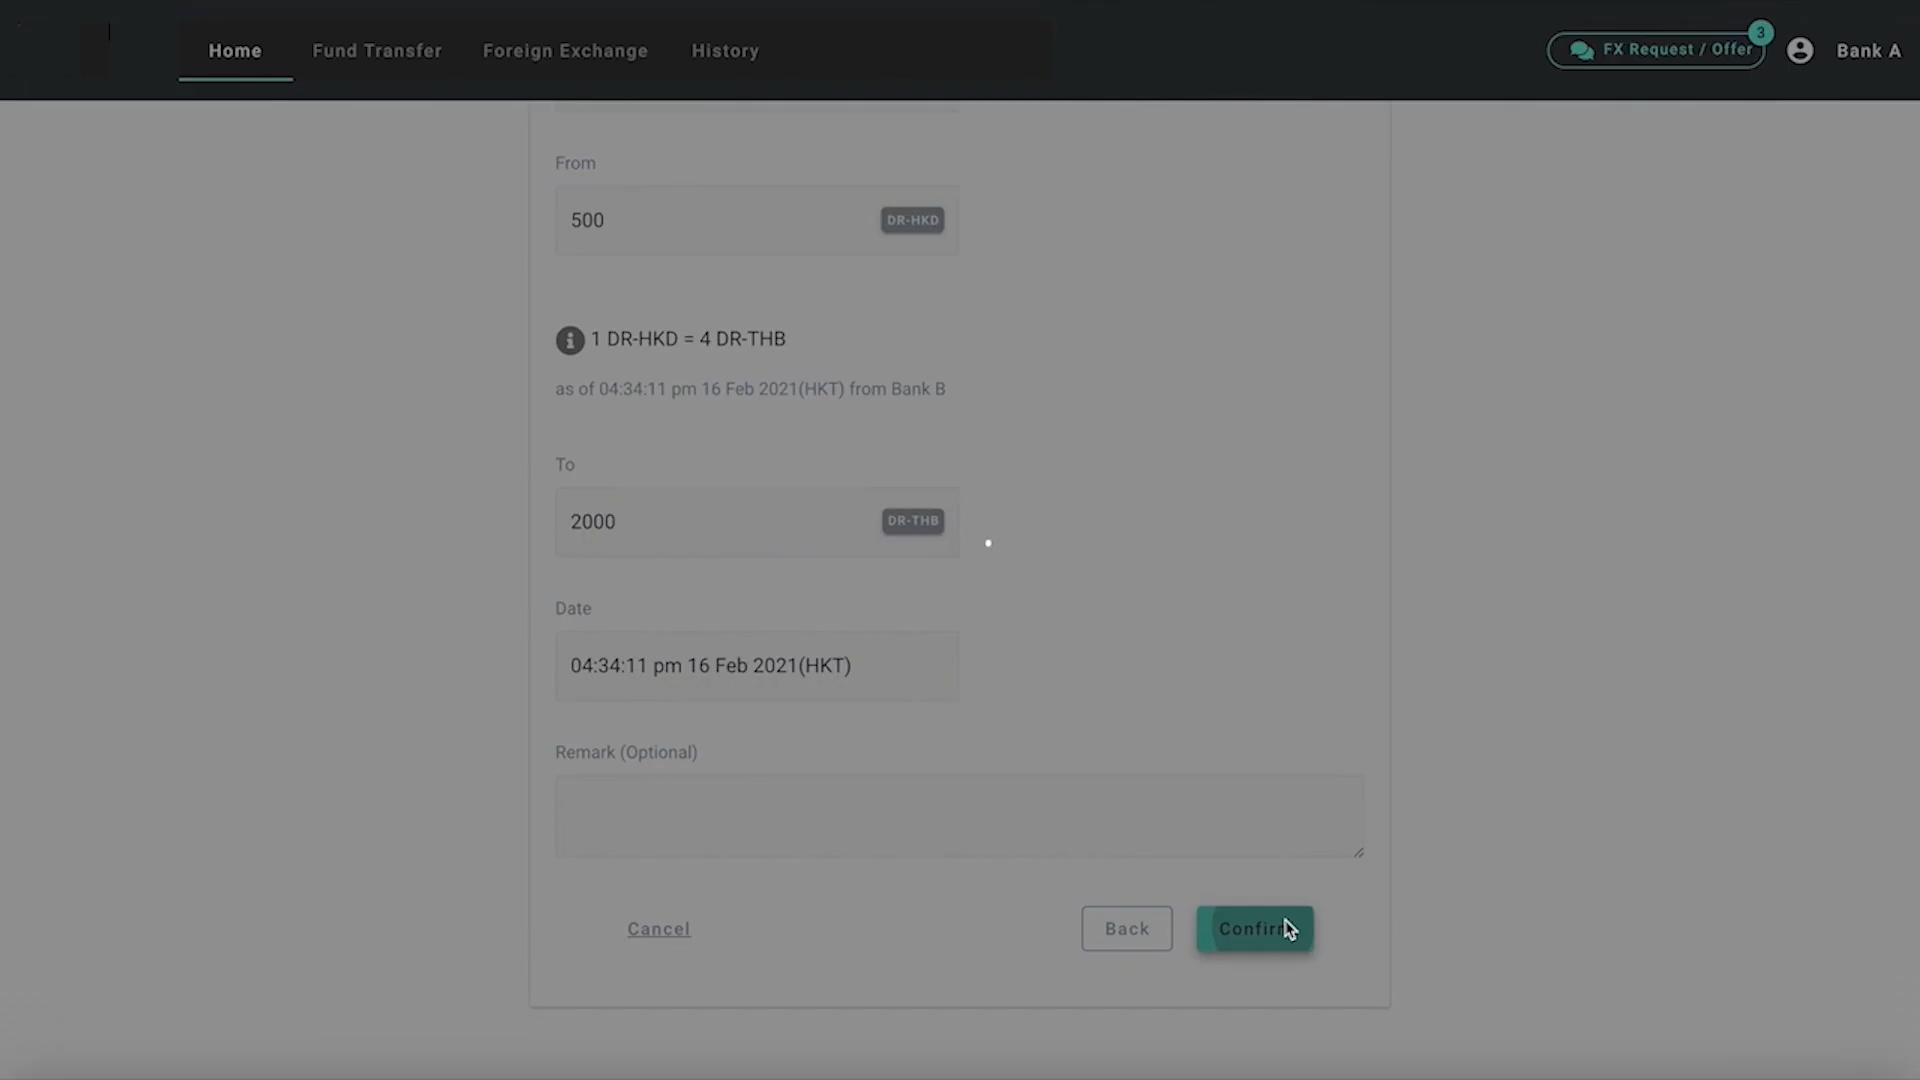 Home
Fund Transfer
Foreign Exchange
History
FX Request / Offer
3
Bank A
From
500
DR-HKD
1 DR-HKD = 4 DR-THB
as of 04:34:11 pm 16 Feb 2021(HKT) from Bank B
To
2000
DR-THB
Date
04:34:11 pm 16 Feb 2021(HKT)
Remark (Optional)
Cancel
Back
Confirm